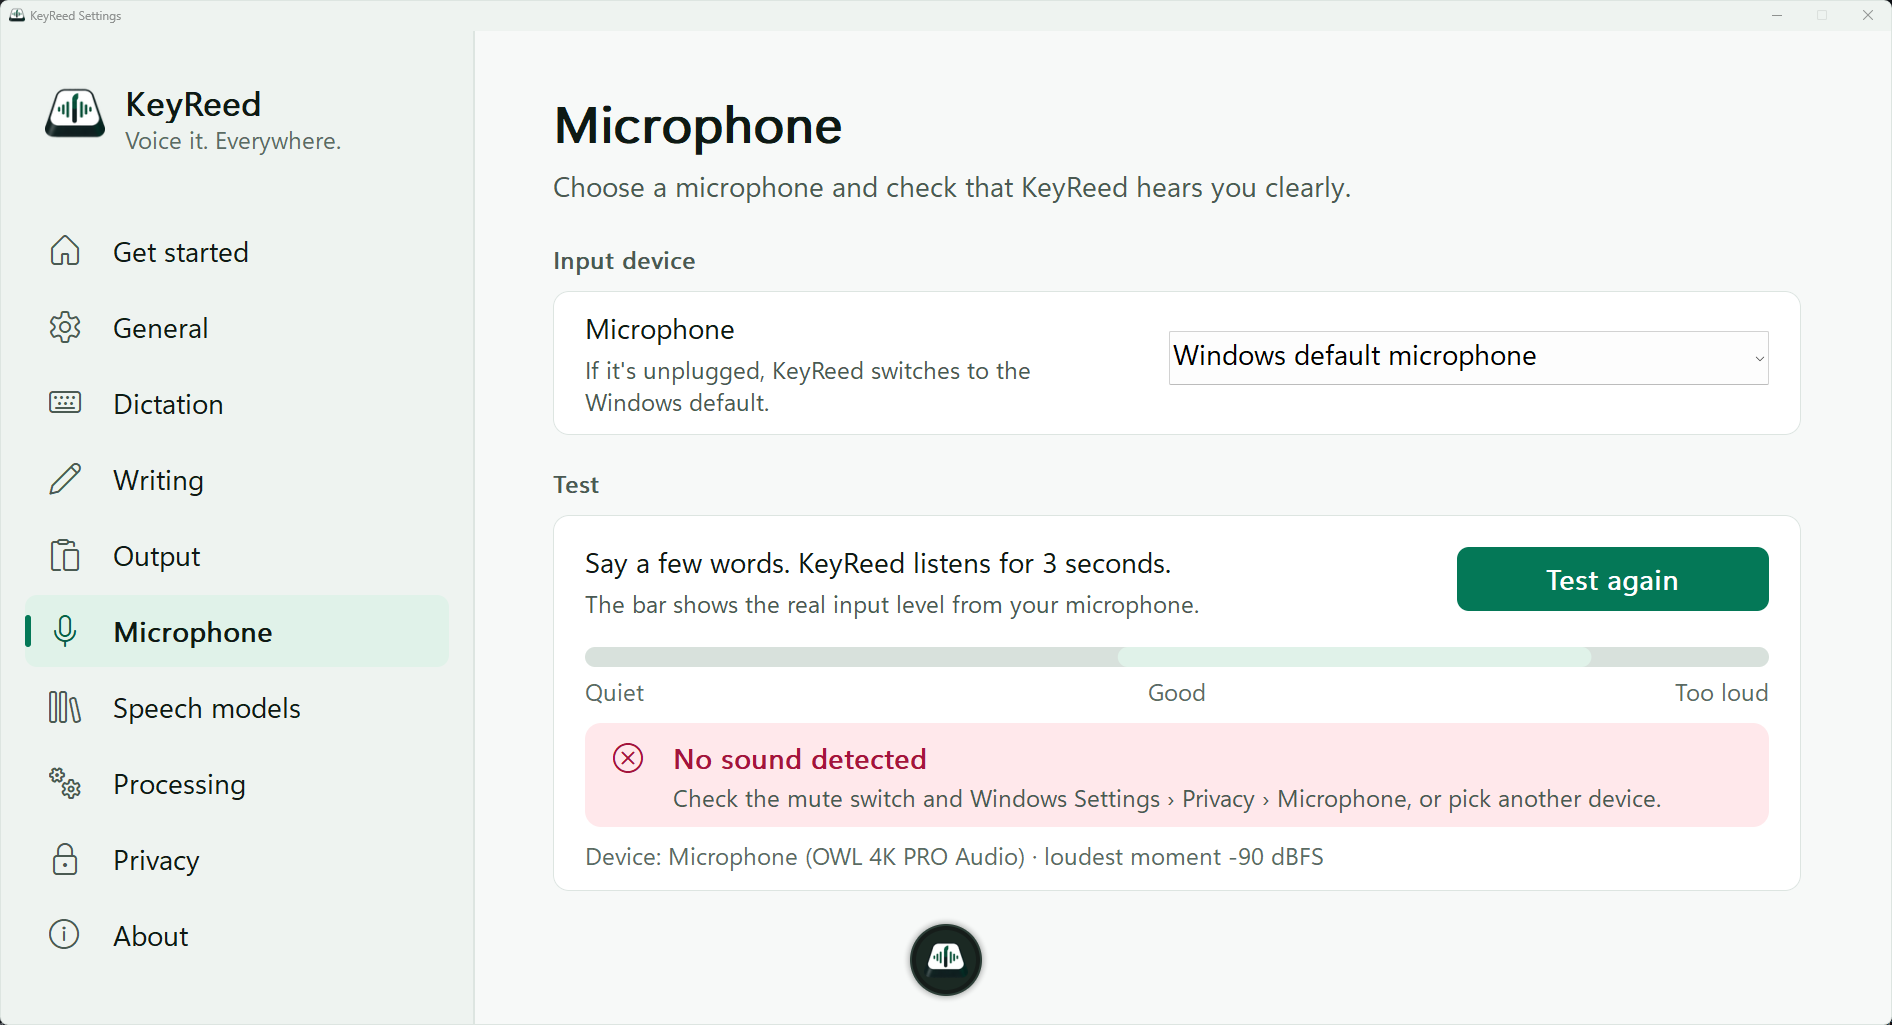 KeyReed Settings
KeyReed
Voice it. Everywhere.
Get started
General
Dictation
Writing
Output
Microphone
Speech models
Processing
Privacy
About
Microphone
Choose a microphone and check that KeyReed hears you clearly.
Input device
Microphone
If it's unplugged, KeyReed switches to the
Windows default.
Windows default microphone
Test
Say a few words. KeyReed listens for 3 seconds.
The bar shows the real input level from your microphone.
Test again
Quiet
Good
Too loud
No sound detected
Check the mute switch and Windows Settings › Privacy › Microphone, or pick another device.
Device: Microphone (OWL 4K PRO Audio) · loudest moment -90 dBFS